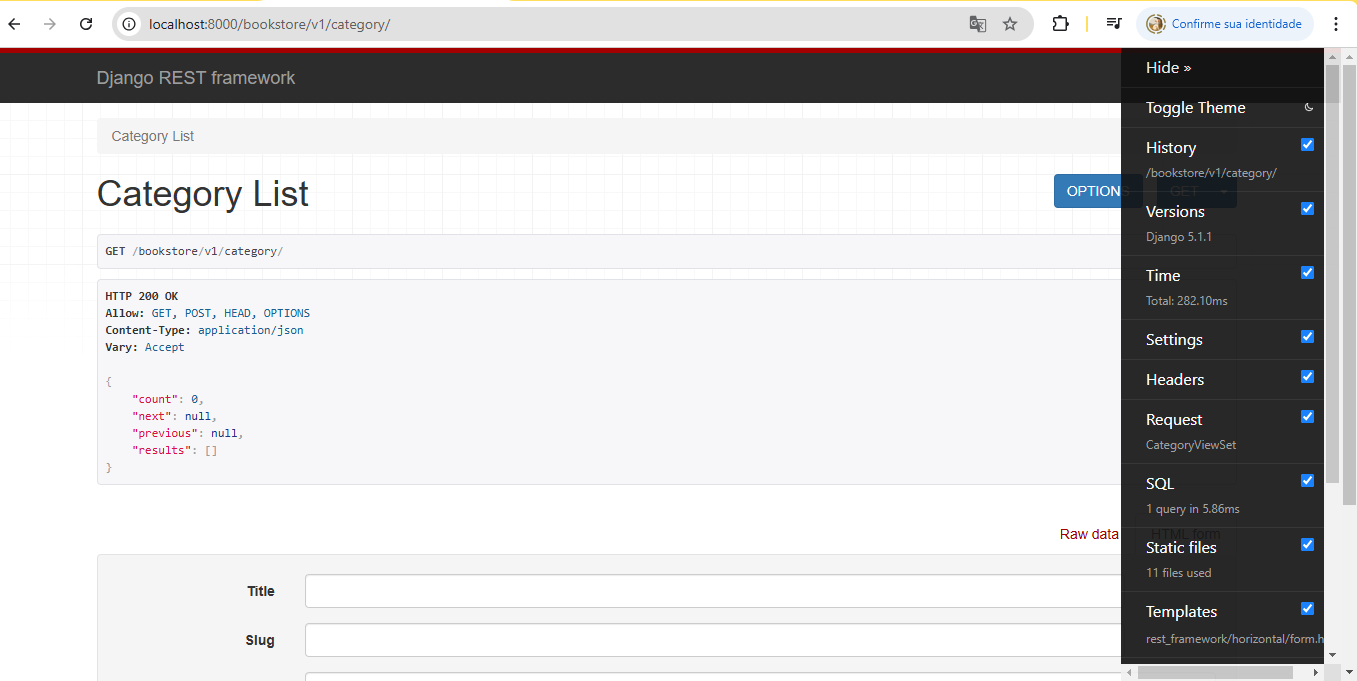 localhost:8000/bookstore/v1/category/
Confirme sua identidade
Django REST framework
Category List
Category List
OPTIONS
GET
GET /bookstore/v1/category/
HTTP 200 OK
Allow: GET, POST, HEAD, OPTIONS
Content-Type: application/json
Vary: Accept
{
"count": 0,
"next": null,
"previous": null,
"results": []
}
Raw data
HTML form
Title
Slug
Hide »
Toggle Theme
History
/bookstore/v1/category/
Versions
Django 5.1.1
Time
Total: 282.10ms
Settings
Headers
Request
CategoryViewSet
SQL
1 query in 5.86ms
Static files
11 files used
Templates
rest_framework/horizontal/form.h